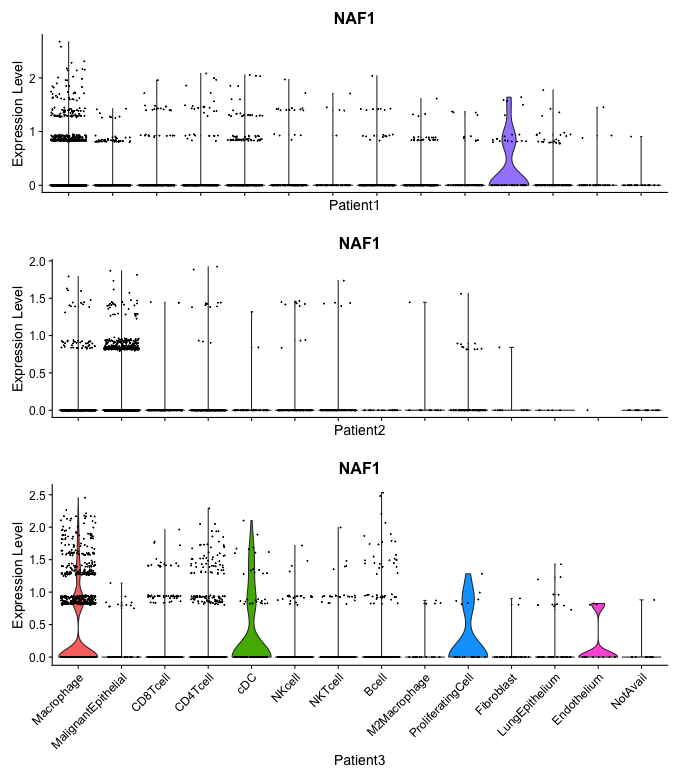 NAF1
Expression Level
2
1
0
Patient1
NAF1
Expression Level
2.0
1.5
1.0
0.5
0.0
Patient2
NAF1
Expression Level
2.5
2.0
1.5
1.0
0.5
0.0
Macrophage
MalignantEpithelial
CD8Tcell
CD4Tcell
cDC
NKcell
NKTcell
Bcell
M2Macrophage
ProliferatingCell
Fibroblast
LungEpithelium
Endothelium
NotAvail
Patient3